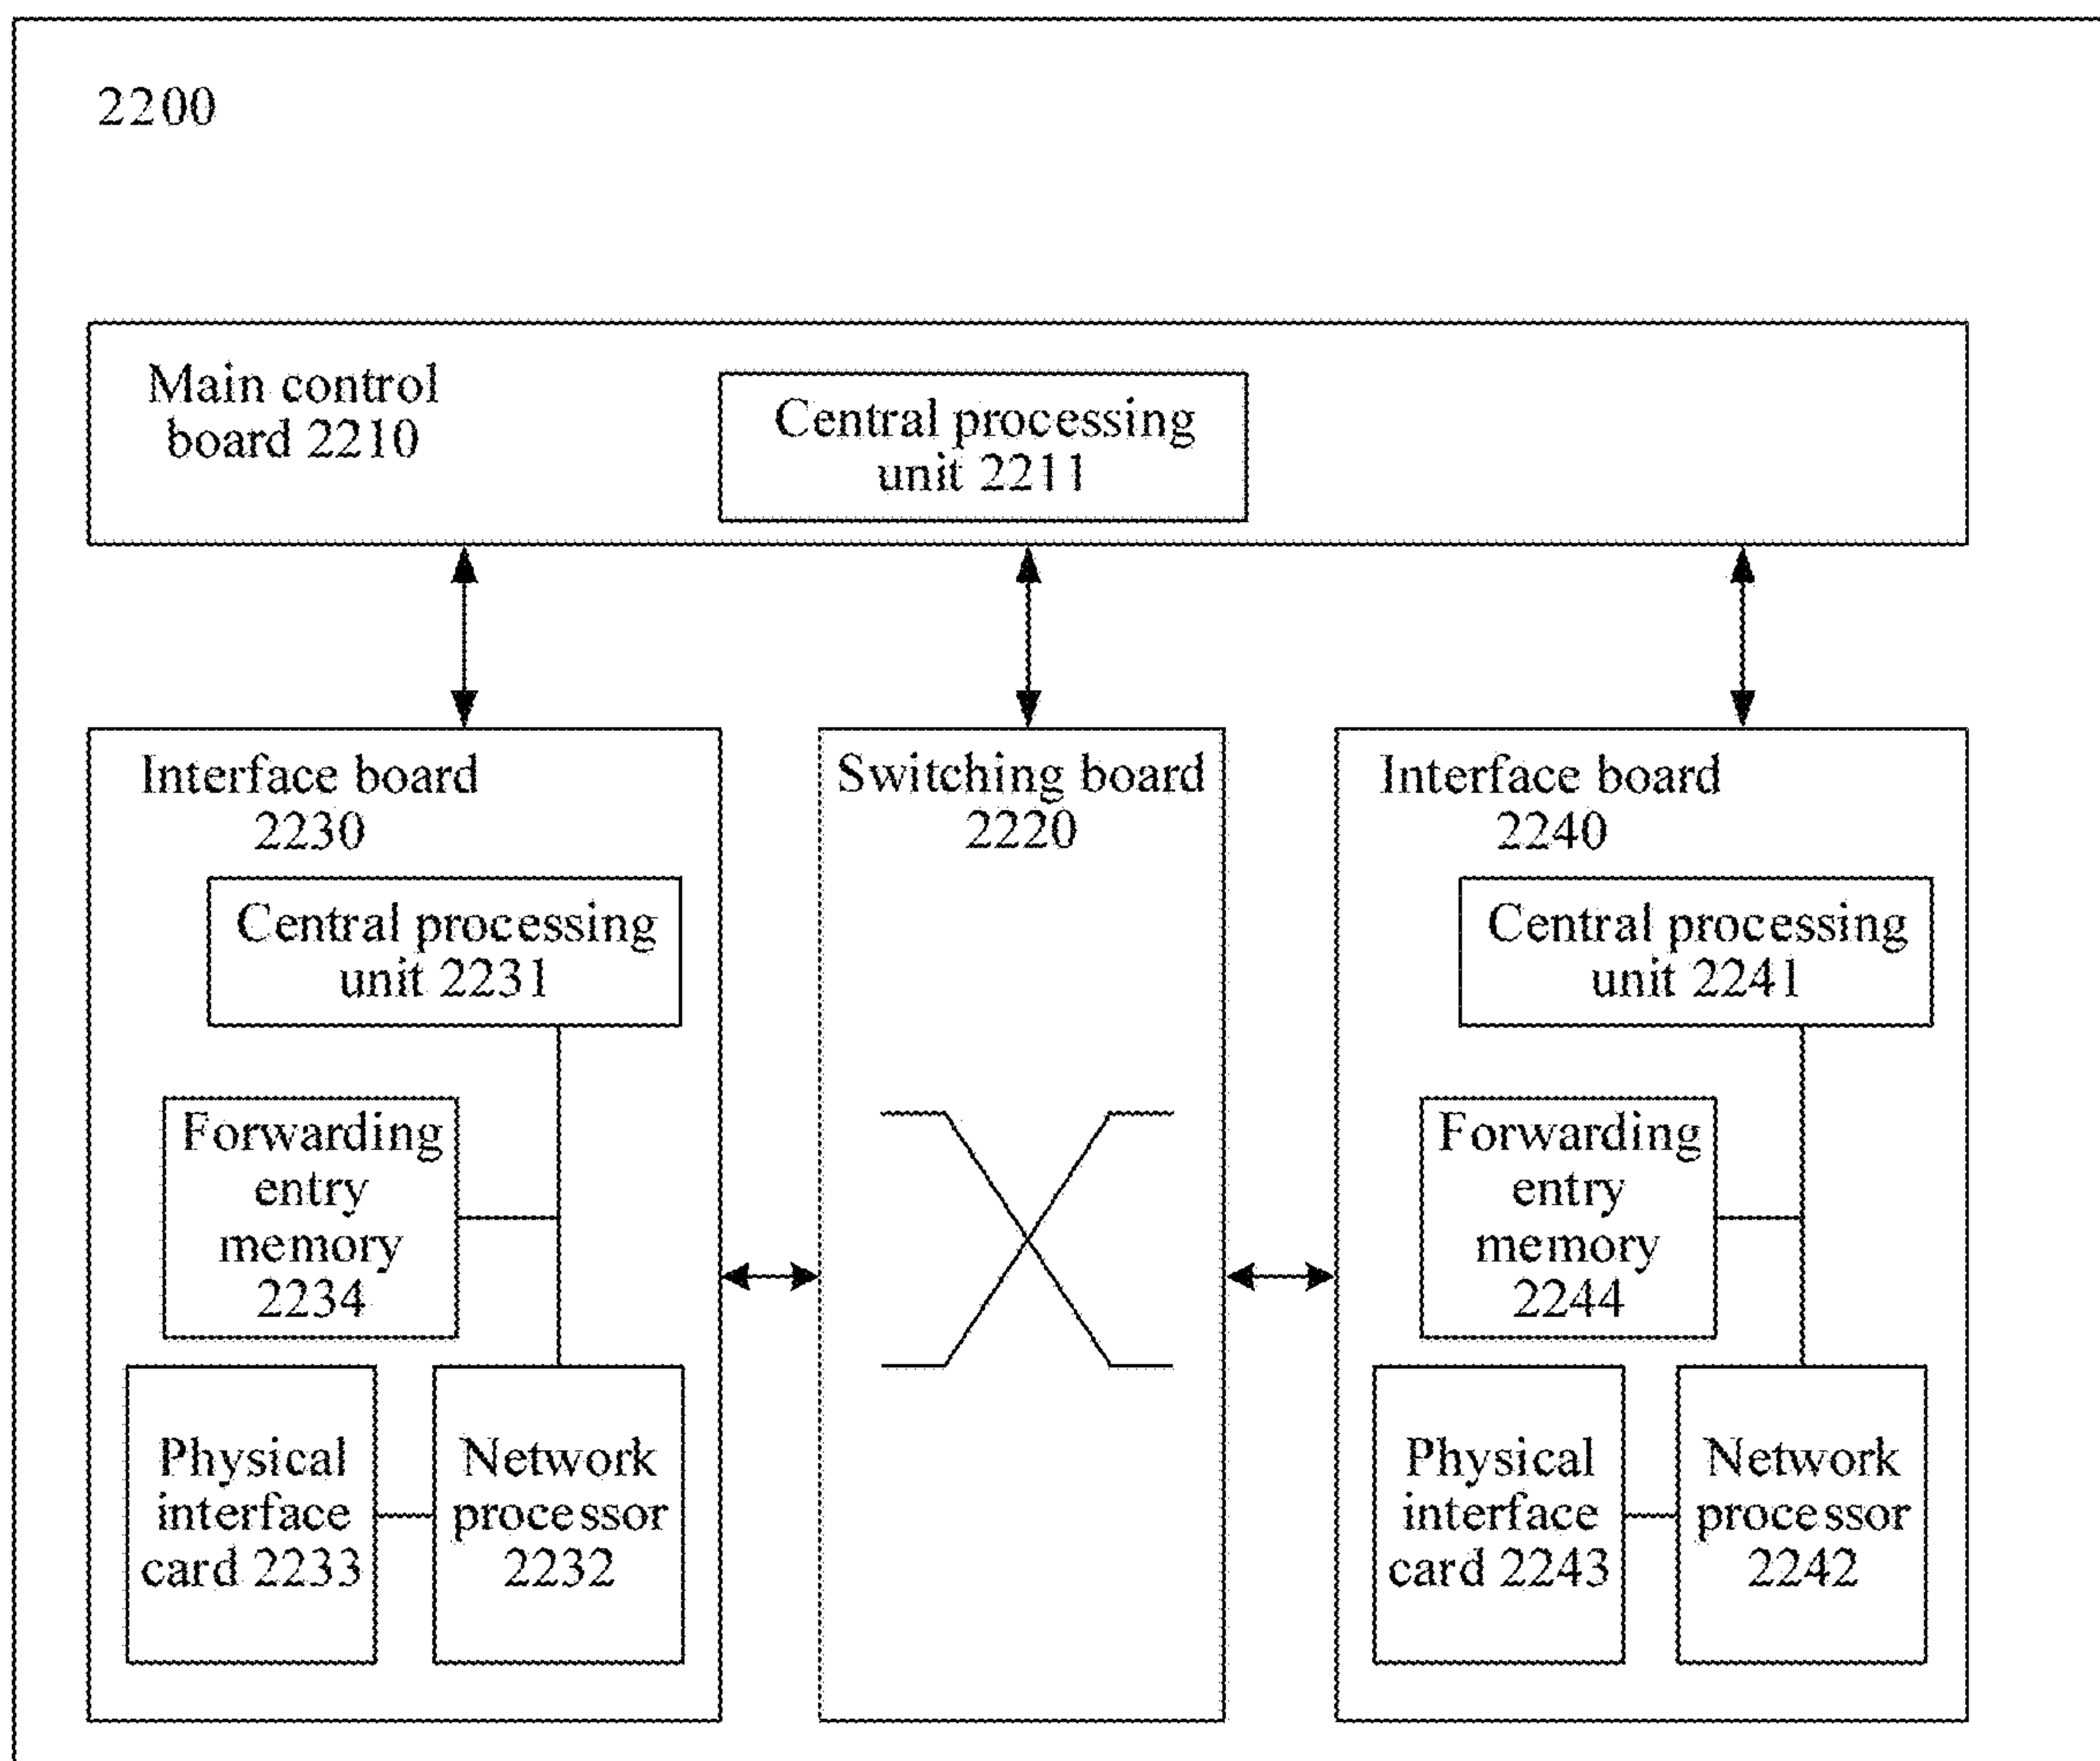 2200
Main control
board 2210
Central processing
unit 2211
Interface board
2230
Central processing
unit 2231
Forwarding
entry
memory
2234
Physical
interface
card 2233
Network
processor
2232
Switching board
2220
Interface board
2240
Central processing
unit 2241
Forwarding
entry
memory
2244
Physical
interface
card 2243
Network
processor
2242